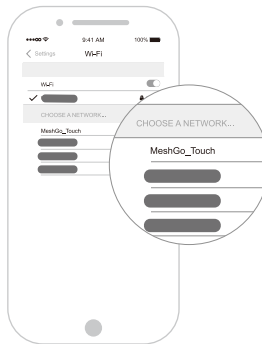 9:41 AM
100%
Settings
Wi-Fi
Wi-Fi
CHOOSE A NETWORK...
MeshGo_Touch
CHOOSE A NETWORK...
MeshGo_Touch